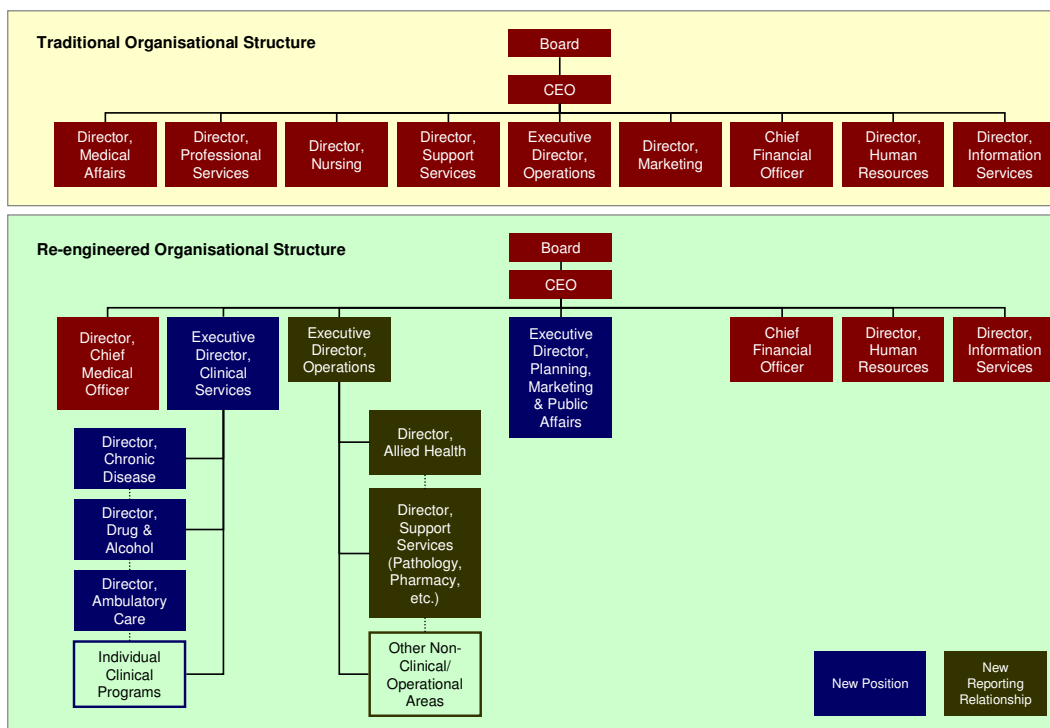 Traditional Organisational Structure
Board
CEO
Director,
Medical
Affairs
Director,
Professional
Services
Director,
Nursing
Director,
Support
Services
Executive
Director,
Operations
Director,
Marketing
Chief
Financial
Officer
Director,
Human
Resources
Director,
Information
Services
Re-engineered Organisational Structure
Board
CEO
Director,
Chief
Medical
Officer
Executive
Director,
Clinical
Services
Executive
Director,
Operations
Executive
Director,
Planning,
Marketing
& Public
Affairs
Chief
Financial
Officer
Director,
Human
Resources
Director,
Information
Services
Director,
Chronic
Disease
Director,
Drug &
Alcohol
Director,
Ambulatory
Care
Individual
Clinical
Programs
Director,
Allied Health
Director,
Support
Services
(Pathology,
Pharmacy,
etc.)
Other Non-
Clinical/
Operational
Areas
New Position
New
Reporting
Relationship